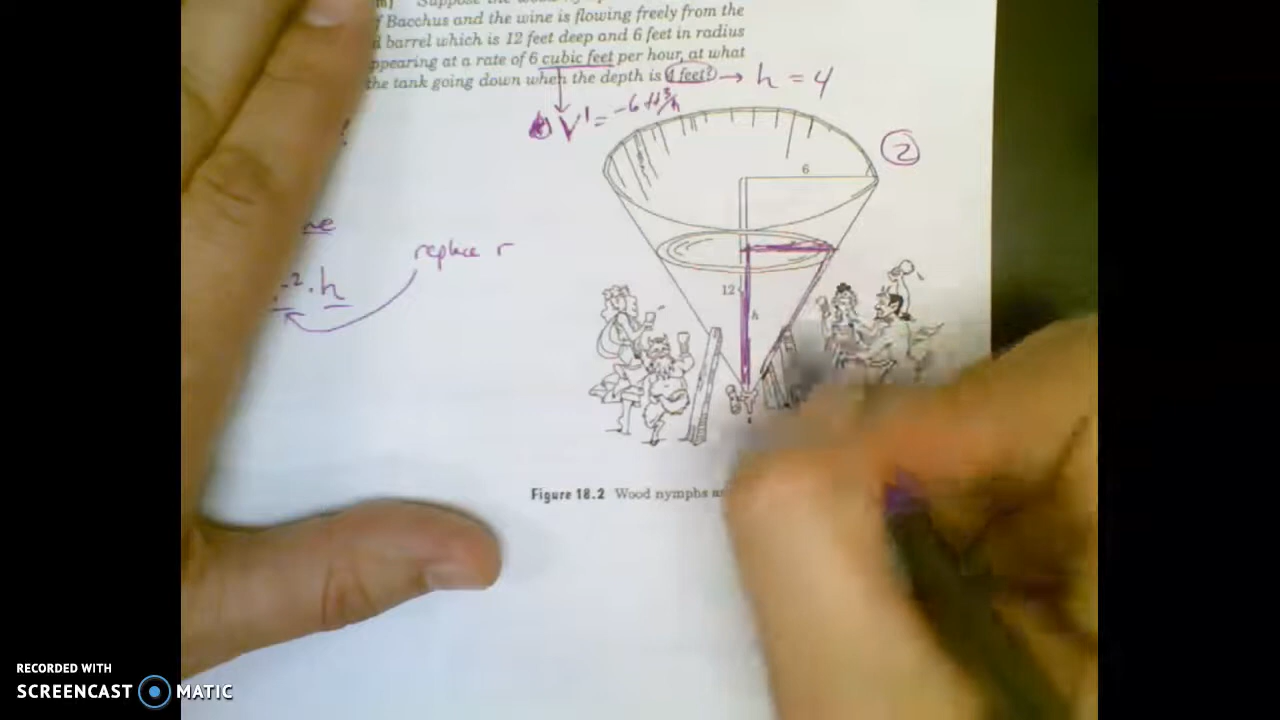 of Bacchus and the wine is flowing freely from the
barrel which is 12 feet deep and 6 feet in radius
ppearing at a rate of 6 cubic feet per hour, at what
the tank going down when the depth is 4 feet? → h = 4
V' = -6 ft³/h
2
6
replace r
² · h
12
h
Figure 18.2 Wood nymphs
RECORDED WITH
SCREENCAST MATIC